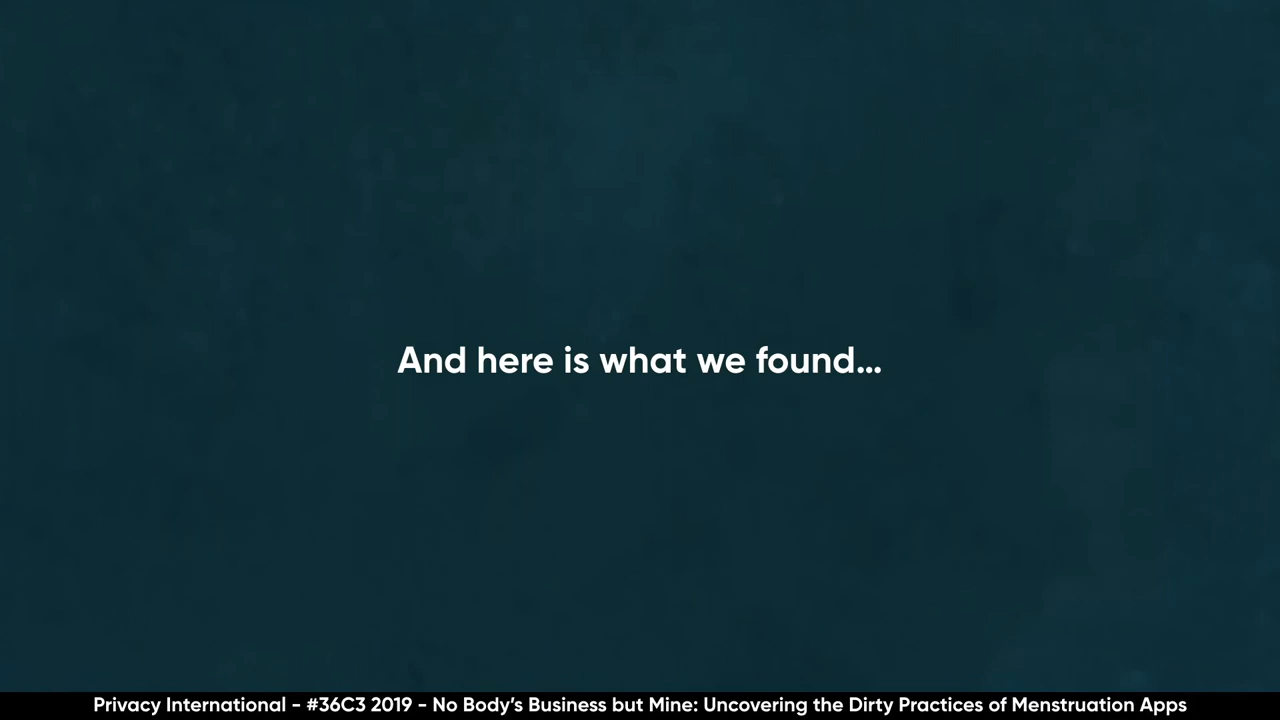 And here is what we found...
Privacy International - #36C3 2019 - No Body's Business but Mine: Uncovering the Dirty Practices of Menstruation Apps